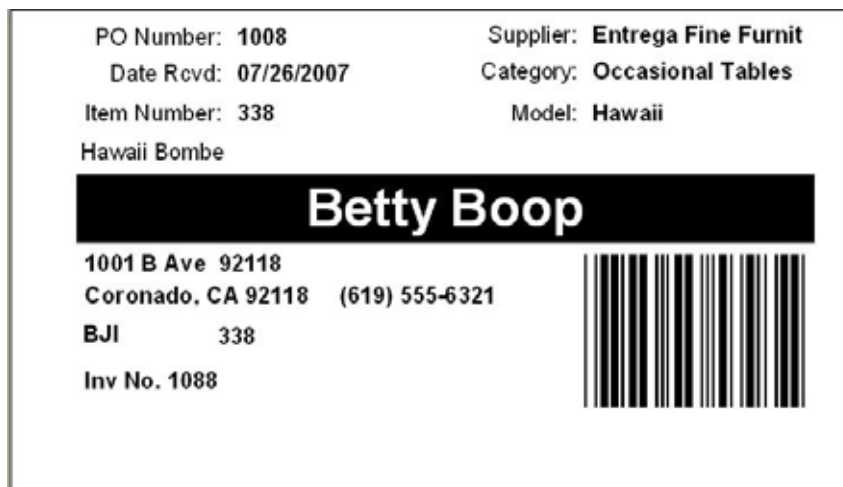 PO Number: 1008 Supplier: Entrega Fine Furnit
Date Rcvd: 07/26/2007 Category: Occasional Tables
Item Number: 338 Model: Hawaii
Hawaii Bombe
Betty Boop
1001 B Ave 92118
Coronado, CA 92118 (619) 555-6321
BJI 338
Inv No. 1088